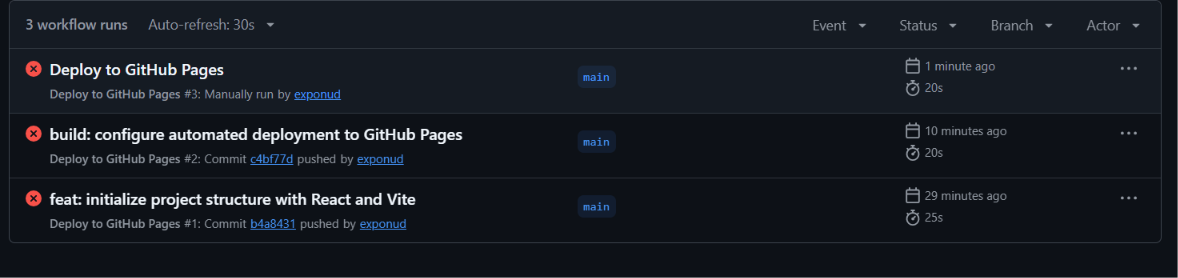 3 workflow runs Auto-refresh: 30s Event Status Branch Actor
Deploy to GitHub Pages main 1 minute ago
Deploy to GitHub Pages #3: Manually run by exponud 20s
build: configure automated deployment to GitHub Pages main 10 minutes ago
Deploy to GitHub Pages #2: Commit c4bf77d pushed by exponud 20s
feat: initialize project structure with React and Vite main 29 minutes ago
Deploy to GitHub Pages #1: Commit b4a8431 pushed by exponud 25s